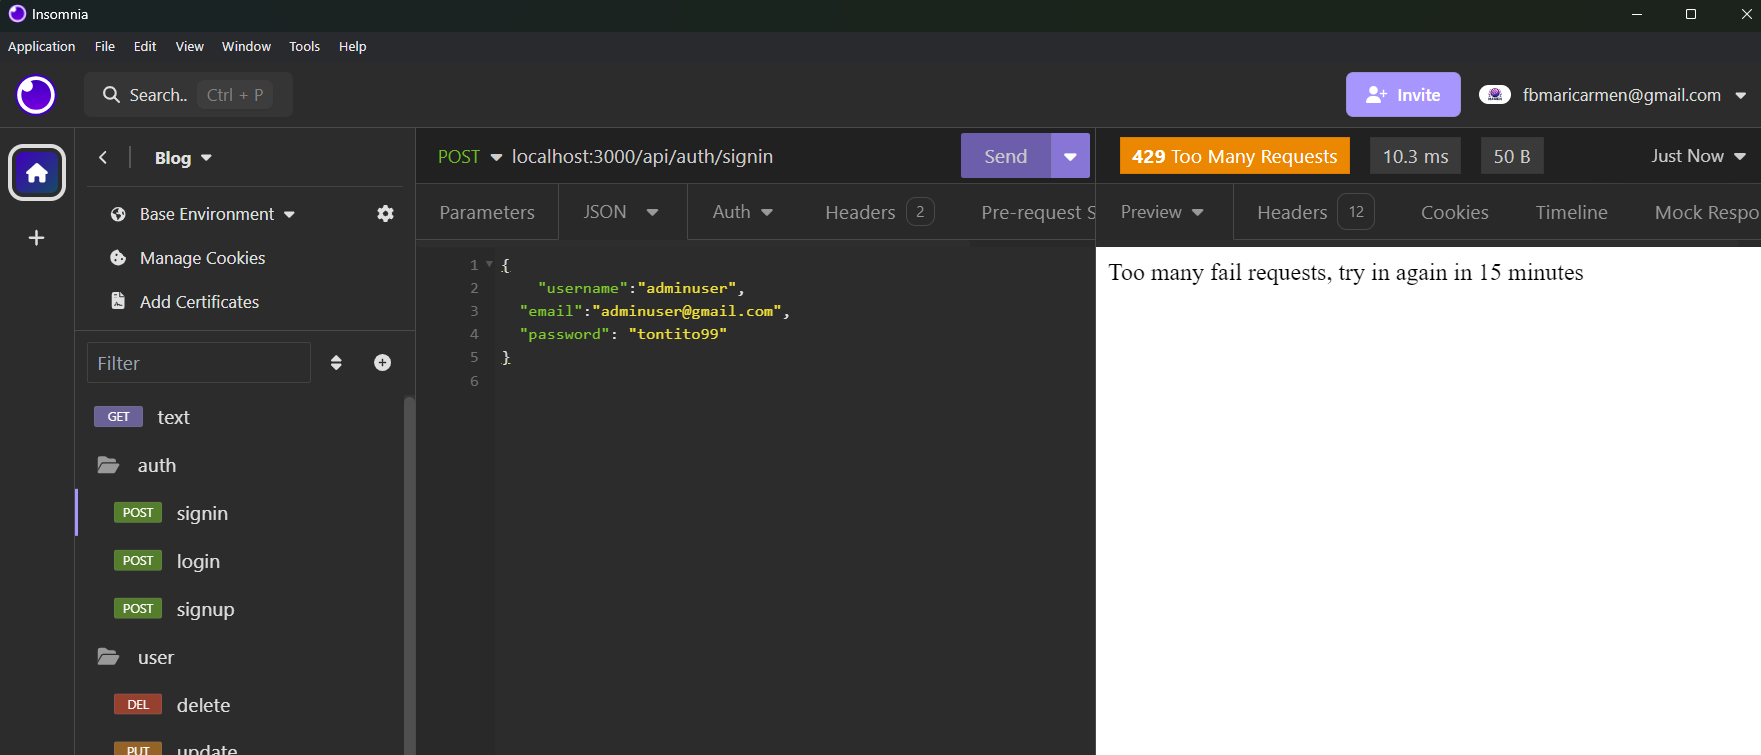 Insomnia
Application File Edit View Window Tools Help
Search.. Ctrl + P
Invite
fbmaricarmen@gmail.com
Blog
Base Environment
Manage Cookies
Add Certificates
Filter
GET text
auth
POST signin
POST login
POST signup
user
DEL delete
PUT update
POST localhost:3000/api/auth/signin Send
Parameters JSON Auth Headers 2 Pre-request S
1 {
2 "username":"adminuser",
3 "email":"adminuser@gmail.com",
4 "password": "tontito99"
5 }
6
429 Too Many Requests 10.3 ms 50 B Just Now
Preview Headers 12 Cookies Timeline Mock Respo
Too many fail requests, try in again in 15 minutes